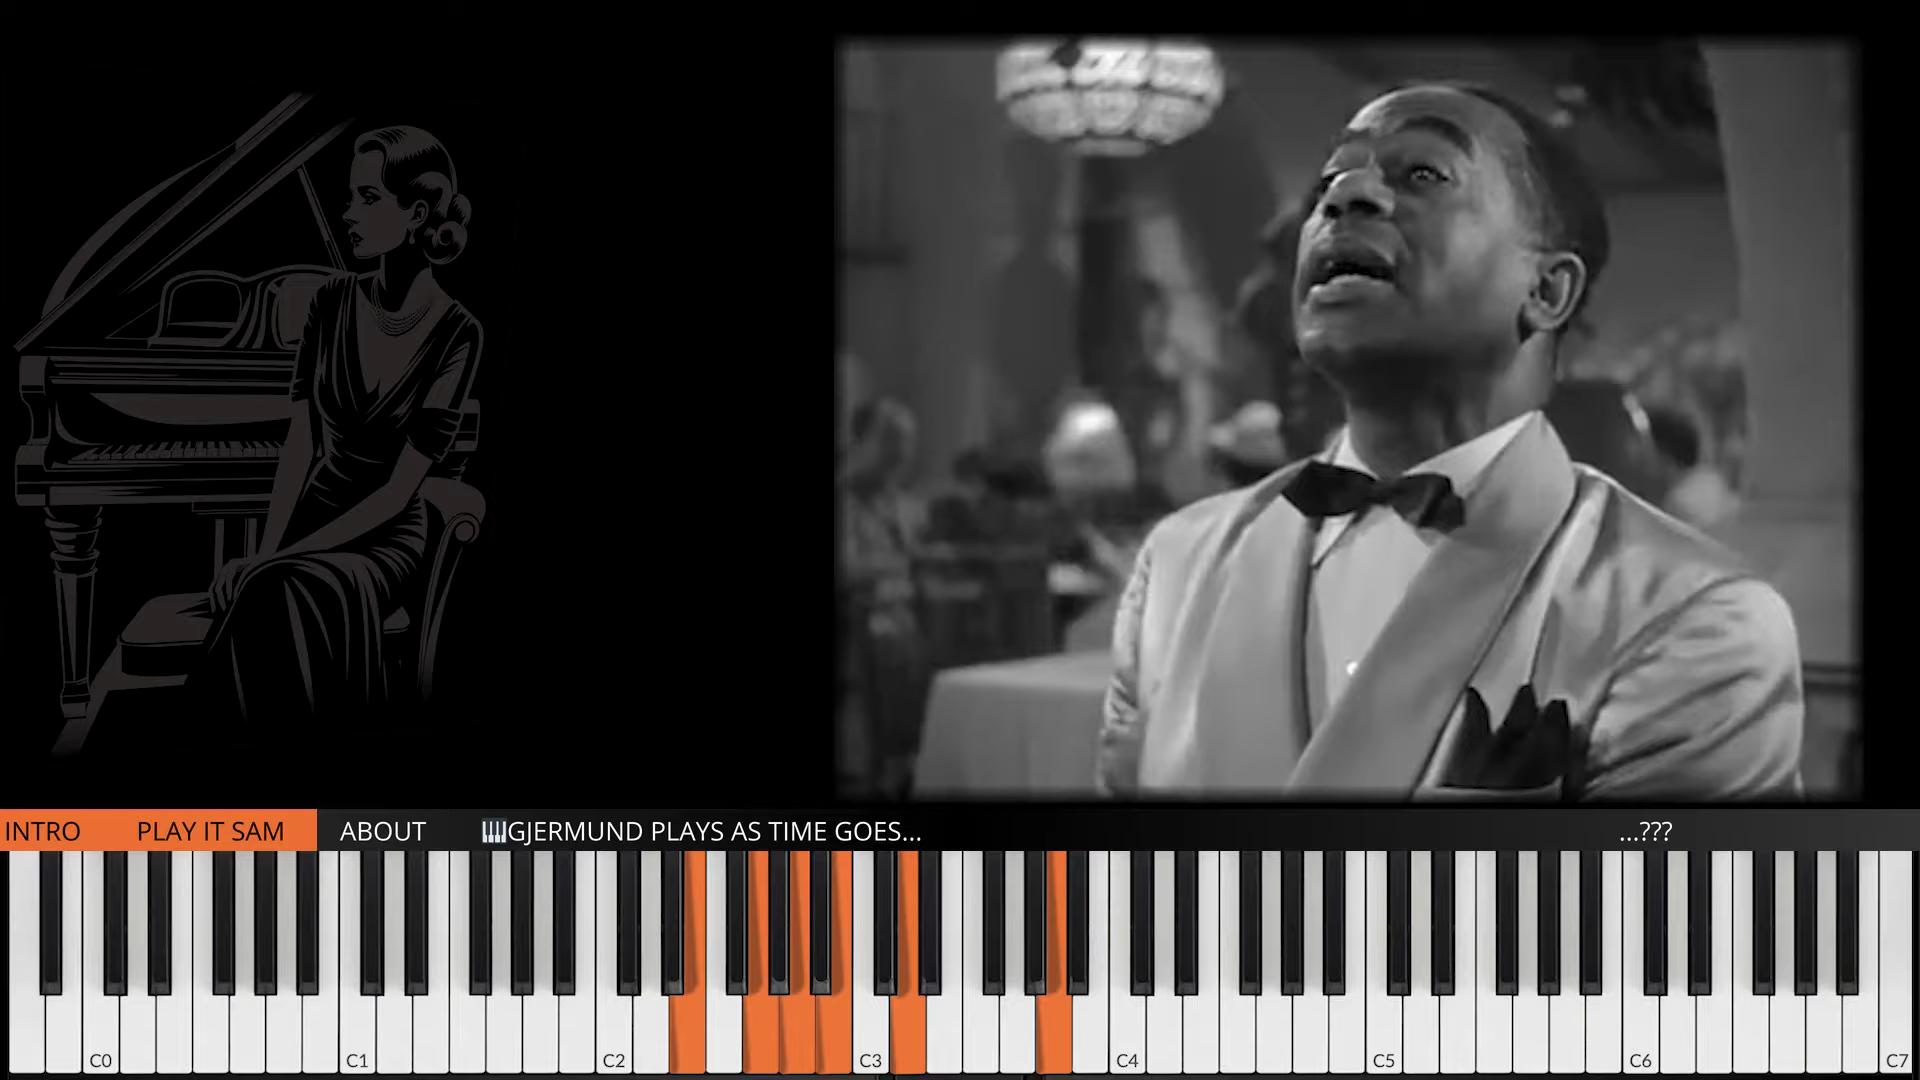 INTRO PLAY IT SAM ABOUT 🎹GJERMUND PLAYS AS TIME GOES... ...???
C0 C1 C2 C3 C4 C5 C6 C7